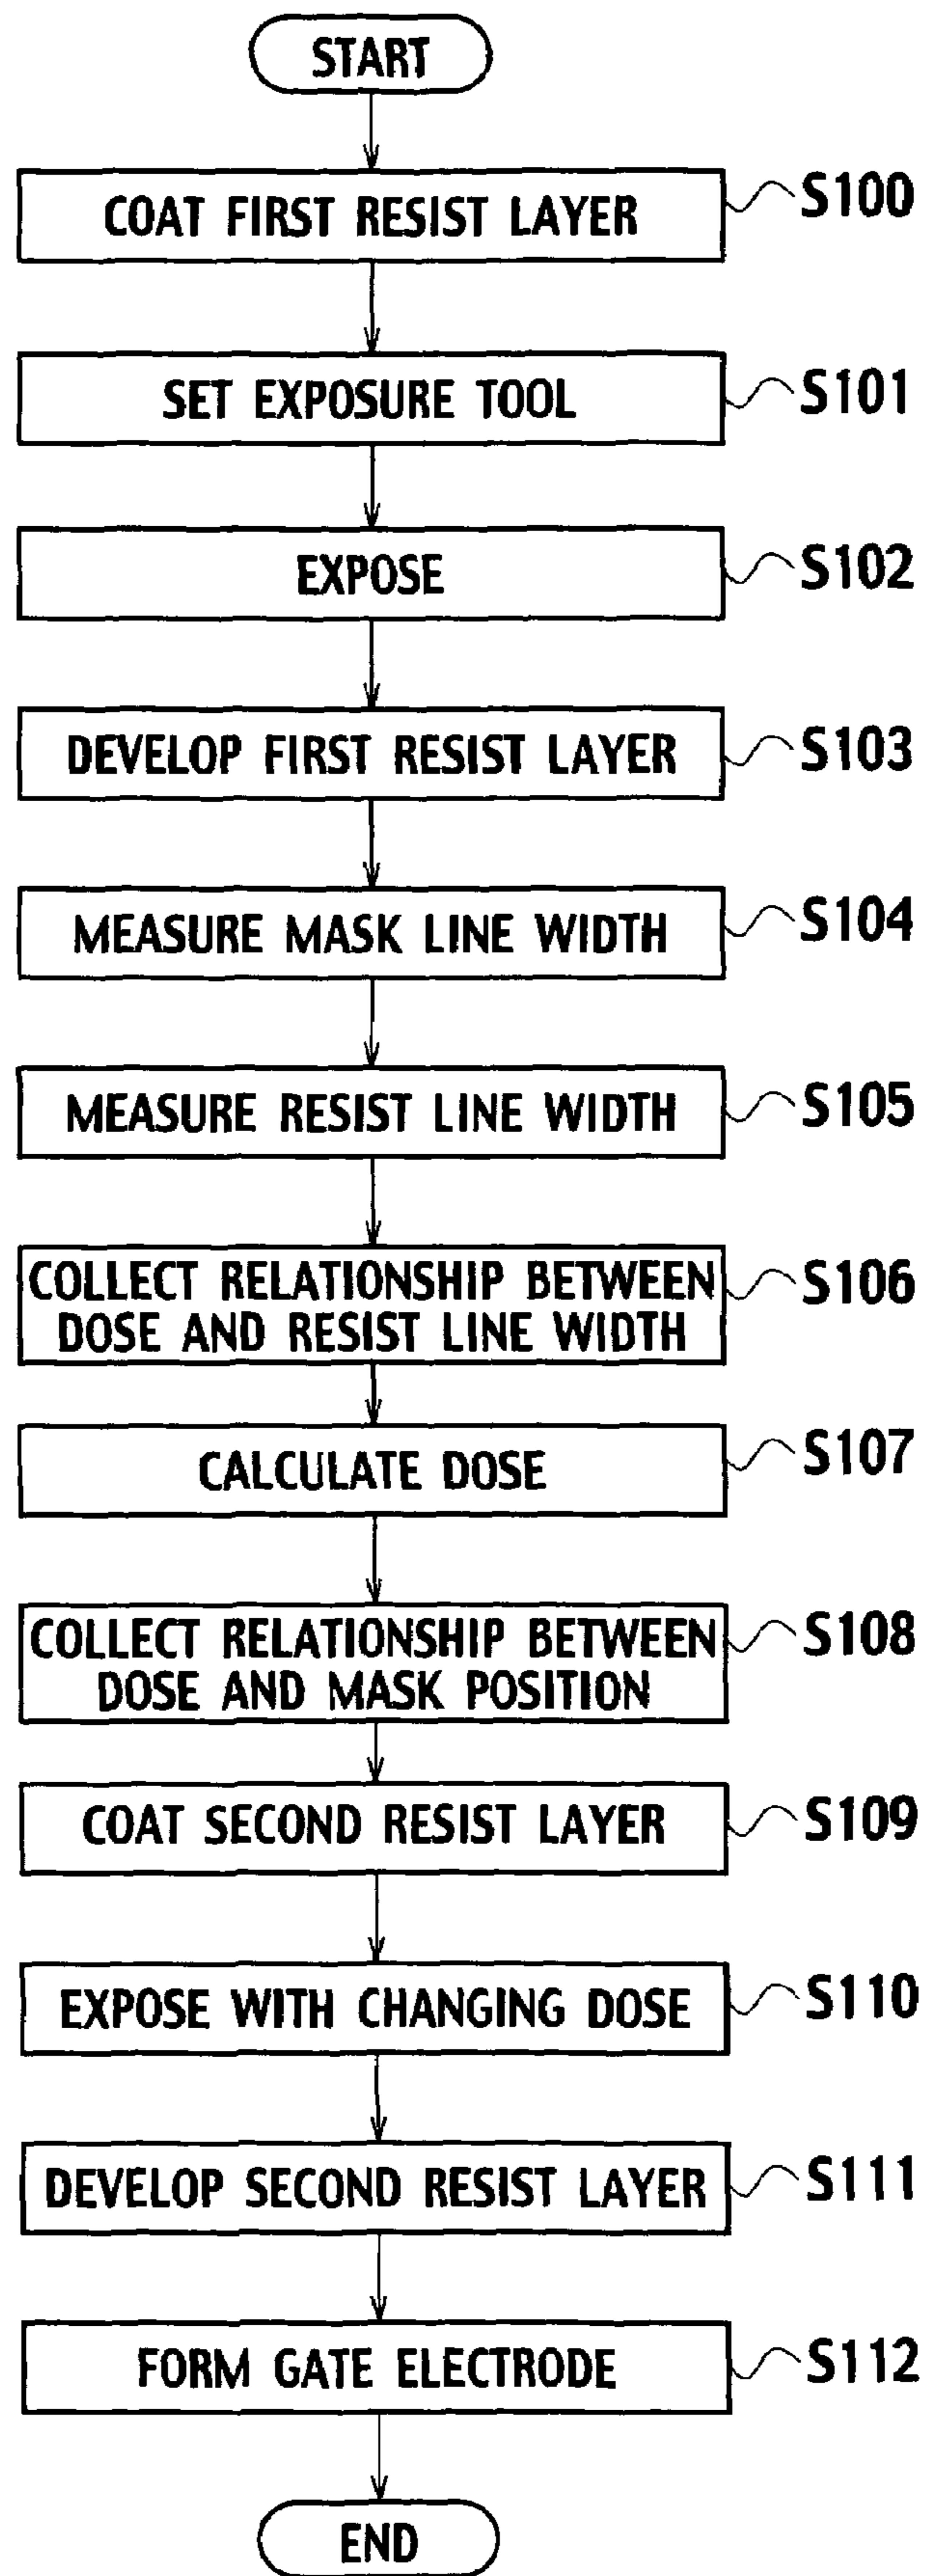 START
COAT FIRST RESIST LAYER
S100
SET EXPOSURE TOOL
S101
EXPOSE
S102
DEVELOP FIRST RESIST LAYER
S103
MEASURE MASK LINE WIDTH
S104
MEASURE RESIST LINE WIDTH
S105
COLLECT RELATIONSHIP BETWEEN
DOSE AND RESIST LINE WIDTH
S106
CALCULATE DOSE
S107
COLLECT RELATIONSHIP BETWEEN
DOSE AND MASK POSITION
S108
COAT SECOND RESIST LAYER
S109
EXPOSE WITH CHANGING DOSE
S110
DEVELOP SECOND RESIST LAYER
S111
FORM GATE ELECTRODE
S112
END